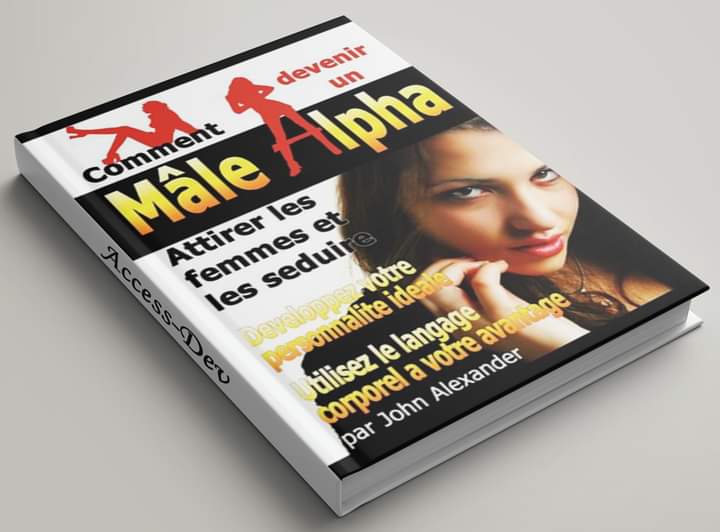 Comment
devenir
un
Mâle Alpha
Attirer les
femmes et
les seduire
Developpez votre
personnalite ideale
Utilisez le langage
corporel a votre avantage
par John Alexander
Access-Dev